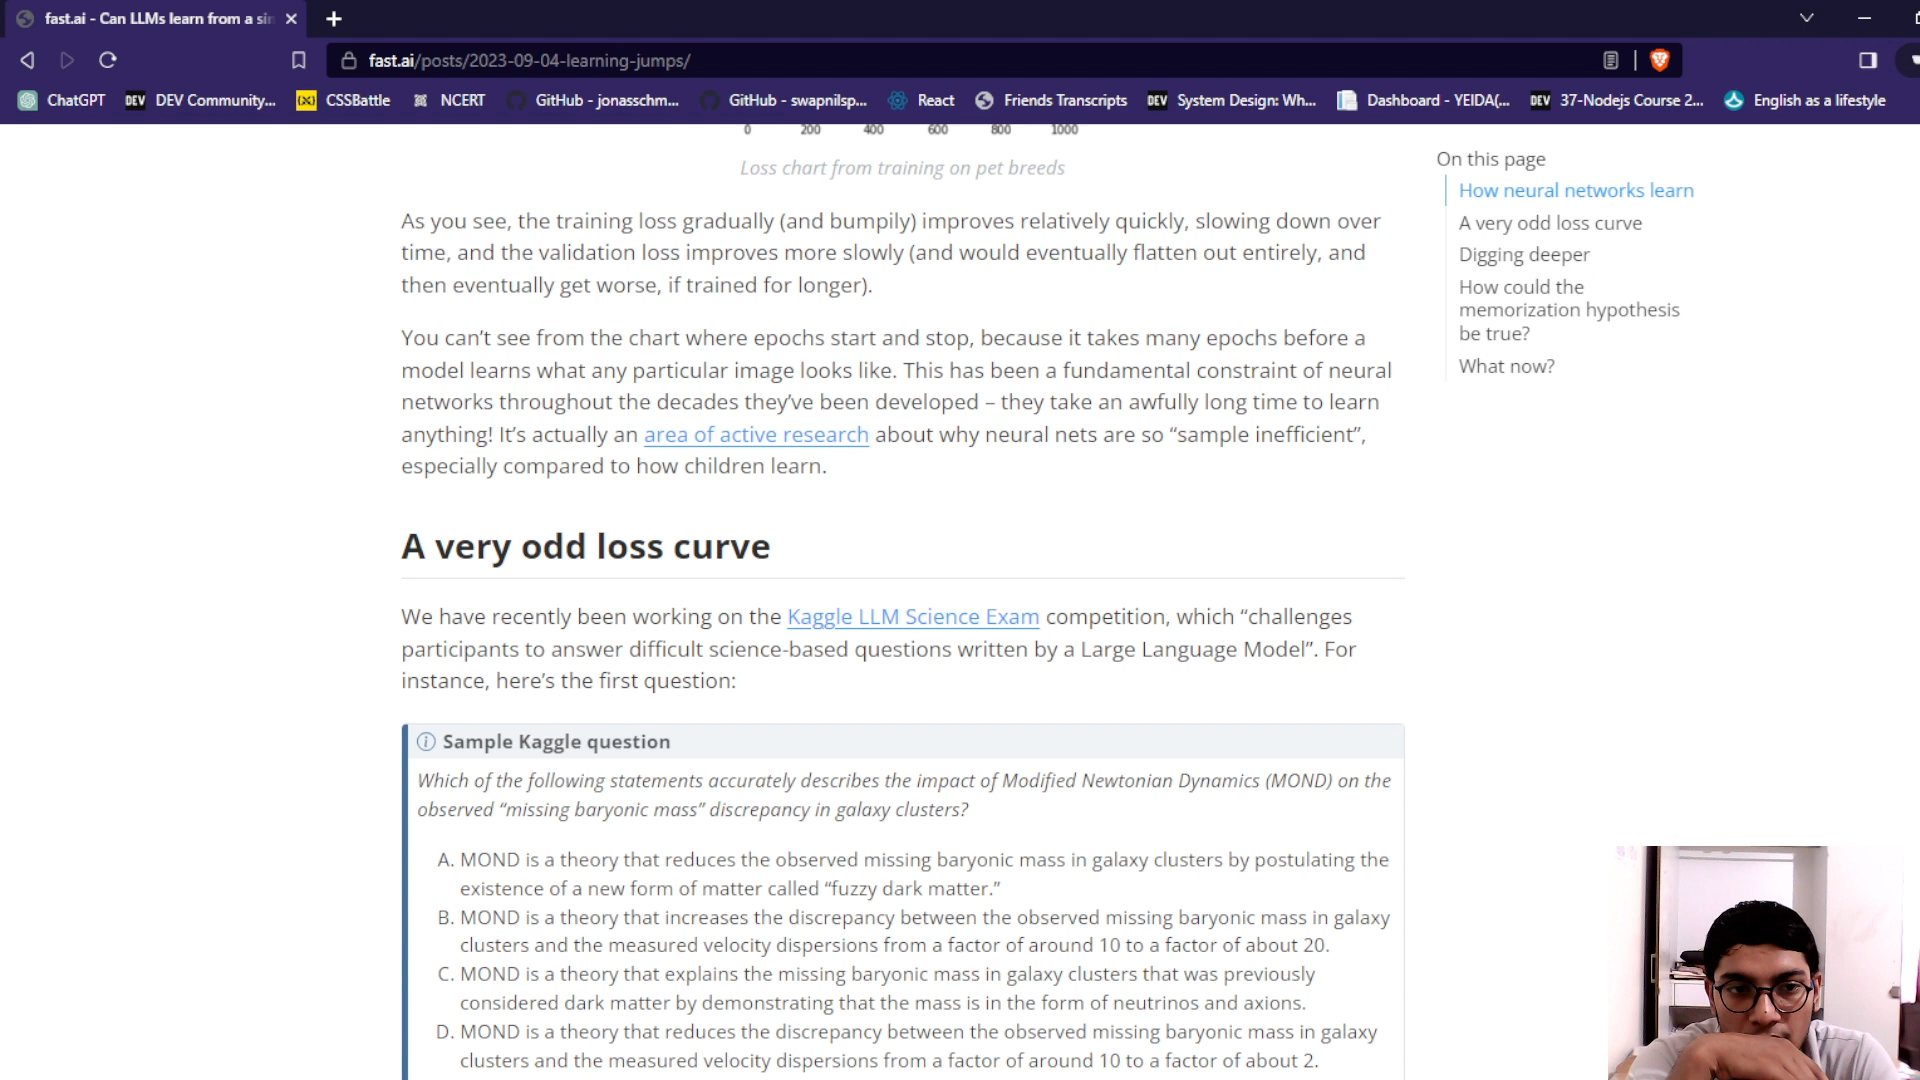 fast.ai - Can LLMs learn from a sin
fast.ai/posts/2023-09-04-learning-jumps/
ChatGPT DEV Community... CSSBattle NCERT GitHub - jonasschm... GitHub - swapnilsp... React Friends Transcripts System Design: Wh... Dashboard - YEIDA(... 37-Nodejs Course 2... English as a lifestyle
0 200 400 600 800 1000
Loss chart from training on pet breeds
As you see, the training loss gradually (and bumpily) improves relatively quickly, slowing down over
time, and the validation loss improves more slowly (and would eventually flatten out entirely, and
then eventually get worse, if trained for longer).
You can’t see from the chart where epochs start and stop, because it takes many epochs before a
model learns what any particular image looks like. This has been a fundamental constraint of neural
networks throughout the decades they’ve been developed – they take an awfully long time to learn
anything! It’s actually an area of active research about why neural nets are so “sample inefficient”,
especially compared to how children learn.
A very odd loss curve
We have recently been working on the Kaggle LLM Science Exam competition, which “challenges
participants to answer difficult science-based questions written by a Large Language Model”. For
instance, here’s the first question:
Sample Kaggle question
Which of the following statements accurately describes the impact of Modified Newtonian Dynamics (MOND) on the
observed “missing baryonic mass” discrepancy in galaxy clusters?
A. MOND is a theory that reduces the observed missing baryonic mass in galaxy clusters by postulating the
existence of a new form of matter called “fuzzy dark matter.”
B. MOND is a theory that increases the discrepancy between the observed missing baryonic mass in galaxy
clusters and the measured velocity dispersions from a factor of around 10 to a factor of about 20.
C. MOND is a theory that explains the missing baryonic mass in galaxy clusters that was previously
considered dark matter by demonstrating that the mass is in the form of neutrinos and axions.
D. MOND is a theory that reduces the discrepancy between the observed missing baryonic mass in galaxy
clusters and the measured velocity dispersions from a factor of around 10 to a factor of about 2.
On this page
How neural networks learn
A very odd loss curve
Digging deeper
How could the
memorization hypothesis
be true?
What now?